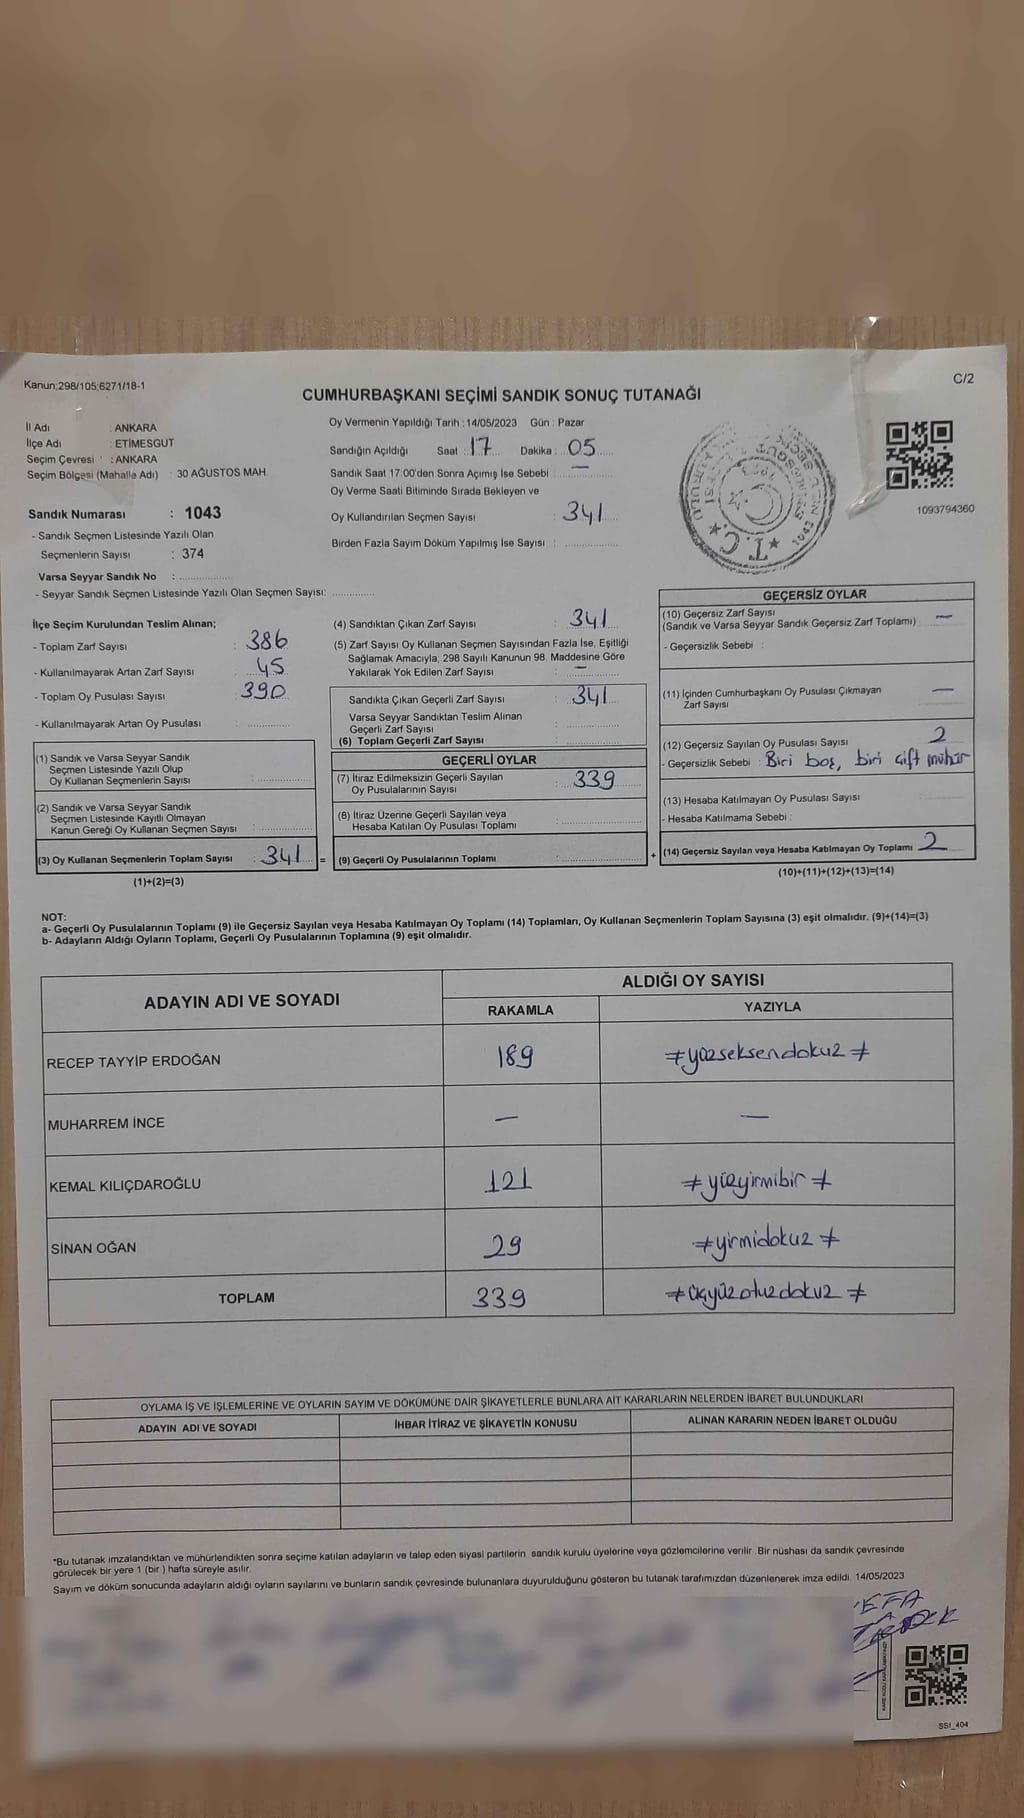 Kanun;298/105;6271/18-1
C/2
CUMHURBAŞKANI SEÇİMİ SANDIK SONUÇ TUTANAĞI
İl Adı : ANKARA
İlçe Adı : ETİMESGUT
Seçim Çevresi : ANKARA
Seçim Bölgesi (Mahalle Adı) : 30 AĞUSTOS MAH.
Sandık Numarası : 1043
- Sandık Seçmen Listesinde Yazılı Olan
Seçmenlerin Sayısı : 374
Varsa Seyyar Sandık No :
- Seyyar Sandık Seçmen Listesinde Yazılı Olan Seçmen Sayısı:
Oy Vermenin Yapıldığı Tarih : 14/05/2023 Gün : Pazar
Sandığın Açıldığı Saat : 17 Dakika : 05
Sandık Saat 17:00'den Sonra Açımış İse Sebebi : —
Oy Verme Saati Bitiminde Sırada Bekleyen ve
Oy Kullandırılan Seçmen Sayısı : 341
Birden Fazla Sayım Döküm Yapılmış İse Sayısı :
T.C.
1093794360
İlçe Seçim Kurulundan Teslim Alınan;
- Toplam Zarf Sayısı : 386
- Kullanılmayarak Artan Zarf Sayısı : 45
- Toplam Oy Pusulası Sayısı : 390
- Kullanılmayarak Artan Oy Pusulası :
(1) Sandık ve Varsa Seyyar Sandık
Seçmen Listesinde Yazılı Olup
Oy Kullanan Seçmenlerin Sayısı :
(2) Sandık ve Varsa Seyyar Sandık
Seçmen Listesinde Kayıtlı Olmayan
Kanun Gereği Oy Kullanan Seçmen Sayısı :
(3) Oy Kullanan Seçmenlerin Toplam Sayısı : 341 =
(1)+(2)=(3)
(4) Sandıktan Çıkan Zarf Sayısı : 341
(5) Zarf Sayısı Oy Kullanan Seçmen Sayısından Fazla İse, Eşitliği
Sağlamak Amacıyla, 298 Sayılı Kanunun 98. Maddesine Göre
Yakılarak Yok Edilen Zarf Sayısı : —
Sandıkta Çıkan Geçerli Zarf Sayısı : 341
Varsa Seyyar Sandıktan Teslim Alınan
Geçerli Zarf Sayısı :
(6) Toplam Geçerli Zarf Sayısı :
GEÇERLİ OYLAR
(7) İtiraz Edilmeksizin Geçerli Sayılan
Oy Pusulalarının Sayısı : 339
(8) İtiraz Üzerine Geçerli Sayılan veya
Hesaba Katılan Oy Pusulası Toplamı :
(9) Geçerli Oy Pusulalarının Toplamı : +
GEÇERSİZ OYLAR
(10) Geçersiz Zarf Sayısı
(Sandık ve Varsa Seyyar Sandık Geçersiz Zarf Toplamı) : —
- Geçersizlik Sebebi :
(11) İçinden Cumhurbaşkanı Oy Pusulası Çıkmayan
Zarf Sayısı : —
(12) Geçersiz Sayılan Oy Pusulası Sayısı : 2
- Geçersizlik Sebebi : Biri boş, biri çift mühür
(13) Hesaba Katılmayan Oy Pusulası Sayısı :
- Hesaba Katılmama Sebebi :
(14) Geçersiz Sayılan veya Hesaba Katılmayan Oy Toplamı : 2
(10)+(11)+(12)+(13)=(14)
NOT:
a- Geçerli Oy Pusulalarının Toplamı (9) ile Geçersiz Sayılan veya Hesaba Katılmayan Oy Toplamı (14) Toplamları, Oy Kullanan Seçmenlerin Toplam Sayısına (3) eşit olmalıdır. (9)+(14)=(3)
b- Adayların Aldığı Oyların Toplamı, Geçerli Oy Pusulalarının Toplamına (9) eşit olmalıdır.
ADAYIN ADI VE SOYADI
ALDIĞI OY SAYISI
RAKAMLA YAZIYLA
RECEP TAYYİP ERDOĞAN 189 ≠yüzseksendokuz≠
MUHARREM İNCE — —
KEMAL KILIÇDAROĞLU 121 ≠yüzyirmibir≠
SİNAN OĞAN 29 ≠yirmidokuz≠
TOPLAM 339 ≠üçyüzotuzdokuz≠
OYLAMA İŞ VE İŞLEMLERİNE VE OYLARIN SAYIM VE DÖKÜMÜNE DAİR ŞİKAYETLERLE BUNLARA AİT KARARLARIN NELERDEN İBARET BULUNDUKLARI
ADAYIN ADI VE SOYADI İHBAR İTİRAZ VE ŞİKAYETİN KONUSU ALINAN KARARIN NEDEN İBARET OLDUĞU
"Bu tutanak imzalandıktan ve mühürlendikten sonra seçime katılan adayların ve talep eden siyasi partilerin sandık kurulu üyelerine veya gözlemcilerine verilir. Bir nüshası da sandık çevresinde
görülecek bir yere 1 (bir ) hafta süreyle asılır.
Sayım ve döküm sonucunda adayların aldığı oyların sayılarını ve bunların sandık çevresinde bulunanlara duyurulduğunu gösteren bu tutanak tarafımızdan düzenlenerek imza edildi. 14/05/2023
SSI_404